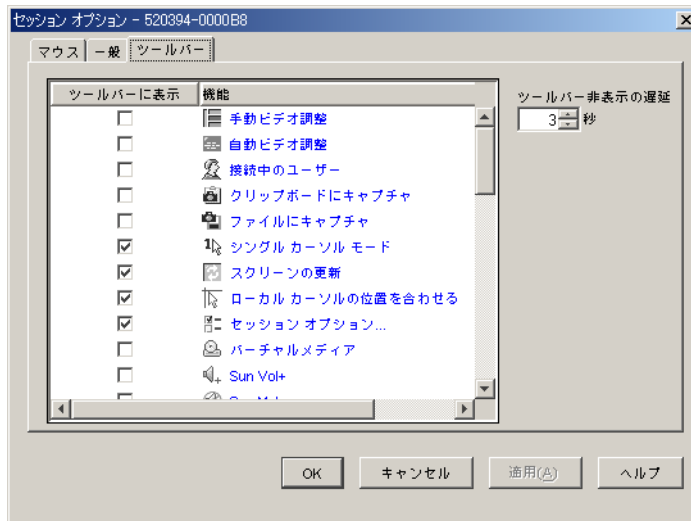 セッション オプション - 520394-0000B8
マウス 一般 ツールバー
ツールバーに表示 機能
手動ビデオ調整
自動ビデオ調整
接続中のユーザー
クリップボードにキャプチャ
ファイルにキャプチャ
シングル カーソル モード
スクリーンの更新
ローカル カーソルの位置を合わせる
セッション オプション...
バーチャルメディア
Sun Vol+
ツールバー非表示の遅延
3 秒
OK キャンセル 適用(A) ヘルプ